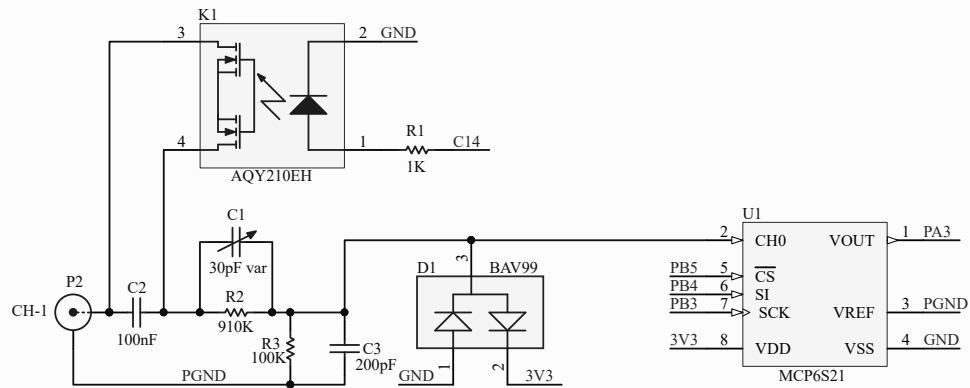 K1
3
2 GND
4
1
R1
C14
1K
AQY210EH
C1
30pF var
U1
2 CH0
VOUT 1 PA3
P2
CH-1
C2
100nF
R2
910K
D1
3
BAV99
PB5 5 CS
PB4 6 SI
PB3 7 SCK
VREF 3 PGND
R3
100K
C3
200pF
3V3 8 VDD
VSS 4 GND
PGND
GND
1
2
3V3
MCP6S21